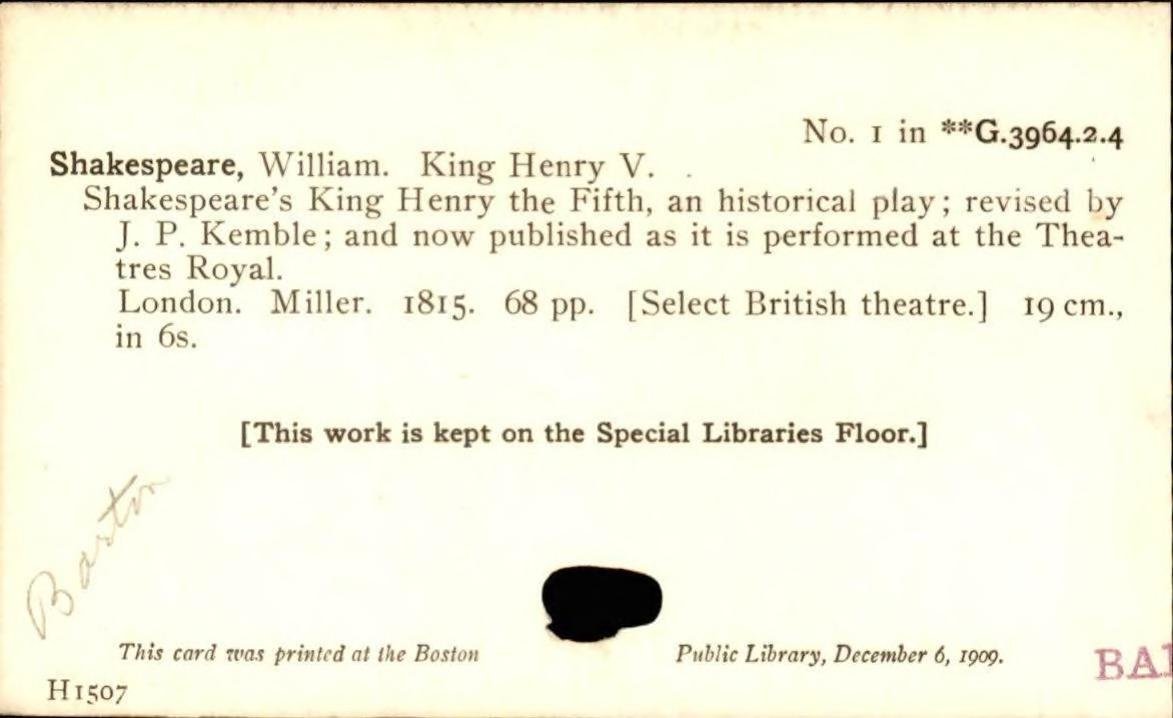 No. 1 in **G.3964.2.4
Shakespeare, William. King Henry V.
Shakespeare's King Henry the Fifth, an historical play; revised by
J. P. Kemble; and now published as it is performed at the Thea-
tres Royal.
London. Miller. 1815. 68 pp. [Select British theatre.] 19 cm.,
in 6s.
[This work is kept on the Special Libraries Floor.]
Barton
This card was printed at the Boston Public Library, December 6, 1909.
H1507